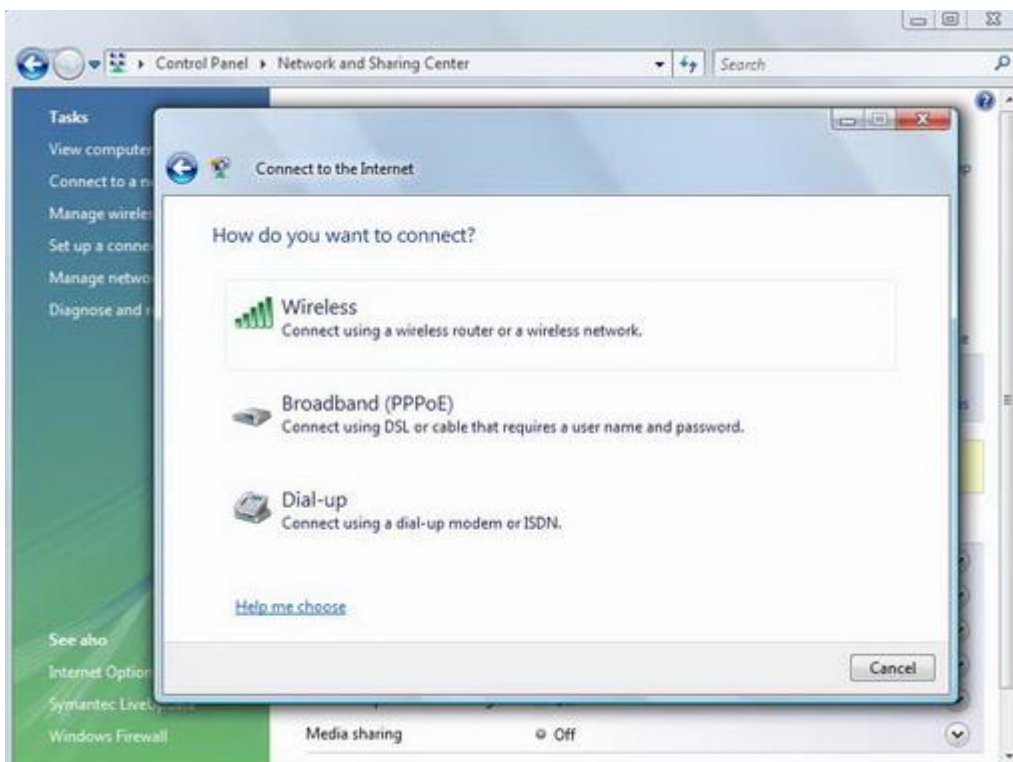 Control Panel
Network and Sharing Center
Search
Tasks
View computer
Connect to a
Manage
Set up a
Manage
Diagnose and
Connect to the Internet
How do you want to connect?
Wireless
Connect using a wireless router or a wireless network.
Broadband (PPPoE)
Connect using DSL or cable that requires a user name and password.
Dial-up
Connect using a dial-up modem or ISDN.
Help me choose
Cancel
See also
Internet Option
Symantec
Windows Firewall
Media sharing
Off